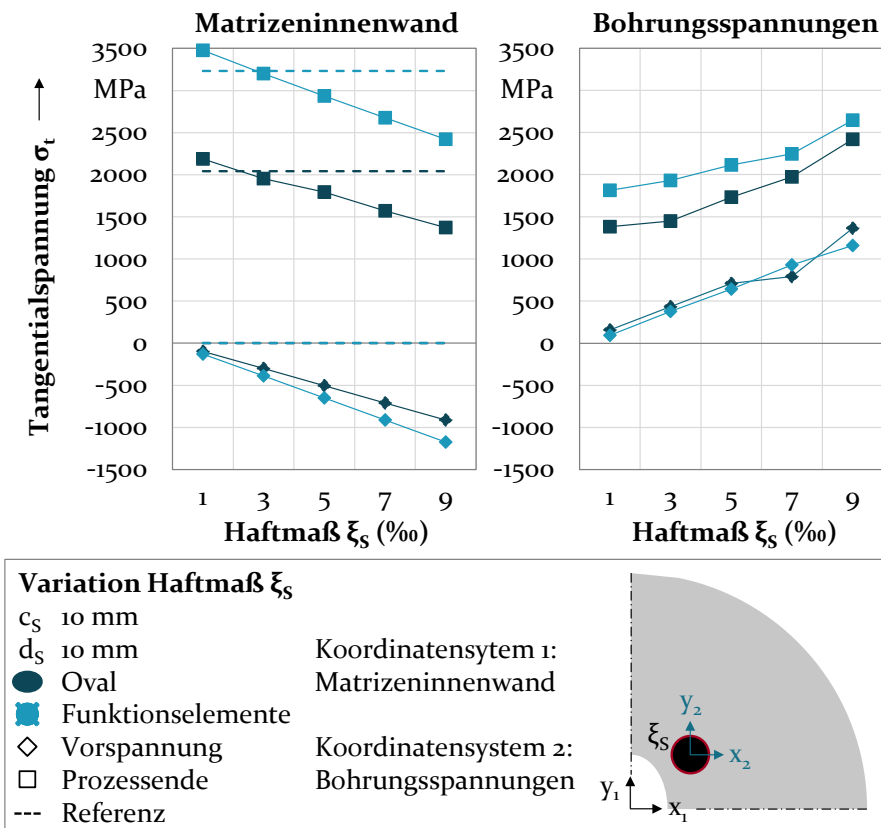 Matrizeninnenwand
Bohrungsspannungen
Tangentialspannung σt
3500
MPa
2500
2000
1500
1000
500
0
-500
-1000
-1500
1 3 5 7 9
Haftmaß ξS (‰)
3500
MPa
2500
2000
1500
1000
500
0
-500
-1000
-1500
1 3 5 7 9
Haftmaß ξS (‰)
Variation Haftmaß ξS
cS 10 mm
dS 10 mm
Oval
Funktionselemente
Vorspannung
Prozessende
--- Referenz
Koordinatensytem 1:
Matrizeninnenwand
Koordinatensystem 2:
Bohrungsspannungen
y2
ξS
x2
y1
x1